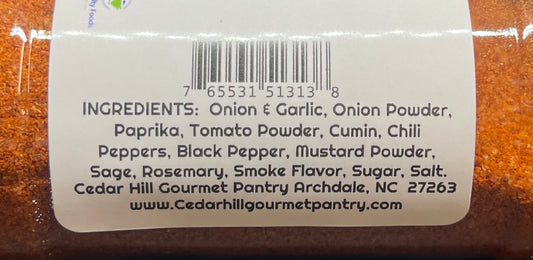 7 65531 51313 8
INGREDIENTS: Onion & Garlic, Onion Powder,
Paprika, Tomato Powder, Cumin, Chili
Peppers, Black Pepper, Mustard Powder,
Sage, Rosemary, Smoke Flavor, Sugar, Salt.
Cedar Hill Gourmet Pantry Archdale, NC 27263
www.Cedarhillgourmetpantry.com